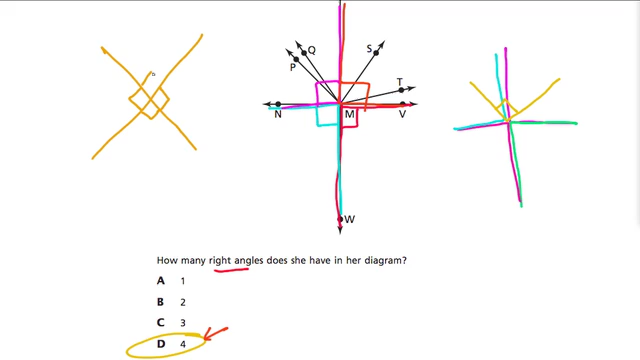 Q
S
P
T
N
M
V
W
How many right angles does she have in her diagram?
A 1
B 2
C 3
D 4